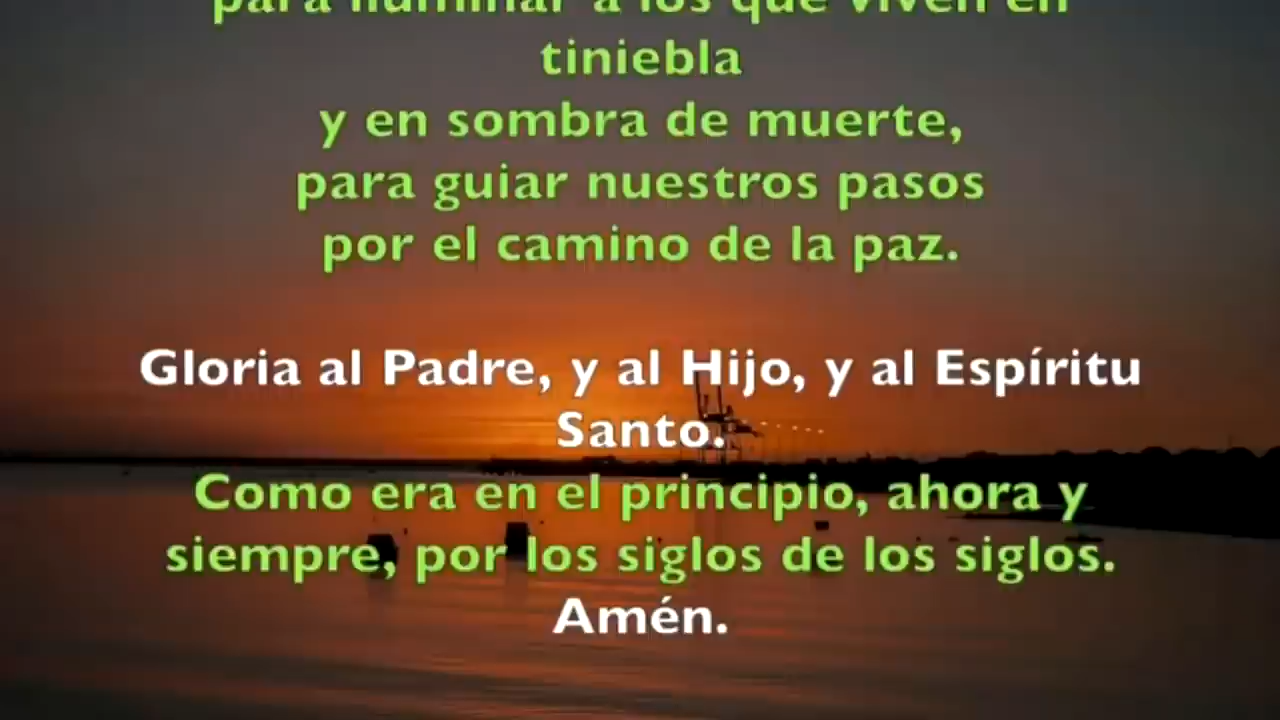 para iluminar a los que viven en
tiniebla
y en sombra de muerte,
para guiar nuestros pasos
por el camino de la paz.
Gloria al Padre, y al Hijo, y al Espíritu
Santo.
Como era en el principio, ahora y
siempre, por los siglos de los siglos.
Amén.